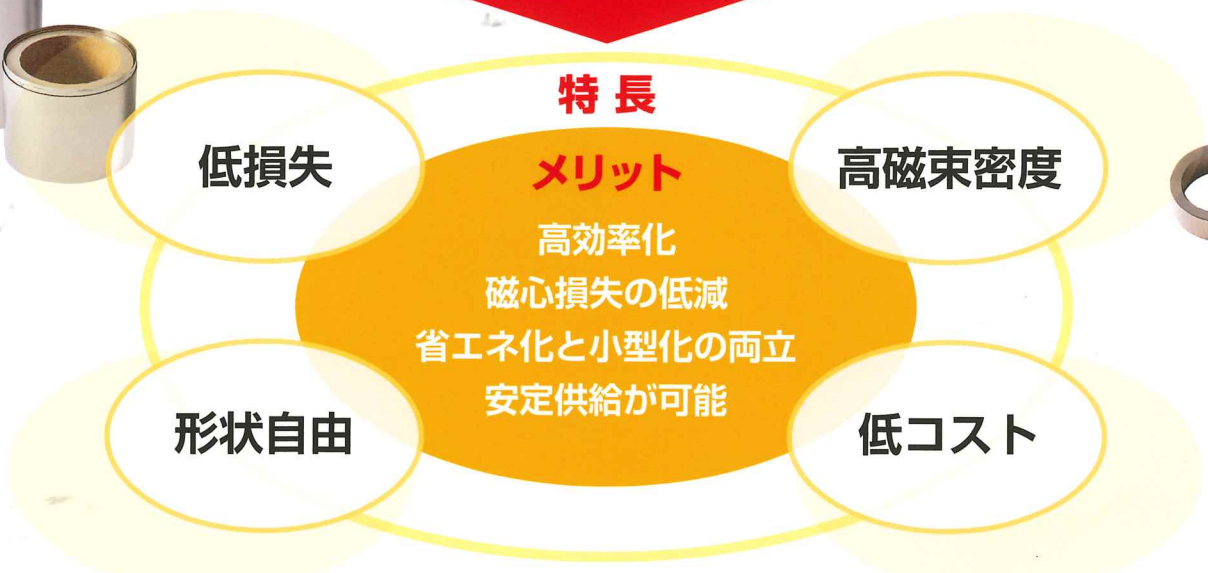 特長
低損失
メリット
高磁束密度
高効率化
磁心損失の低減
省エネ化と小型化の両立
安定供給が可能
形状自由
低コスト